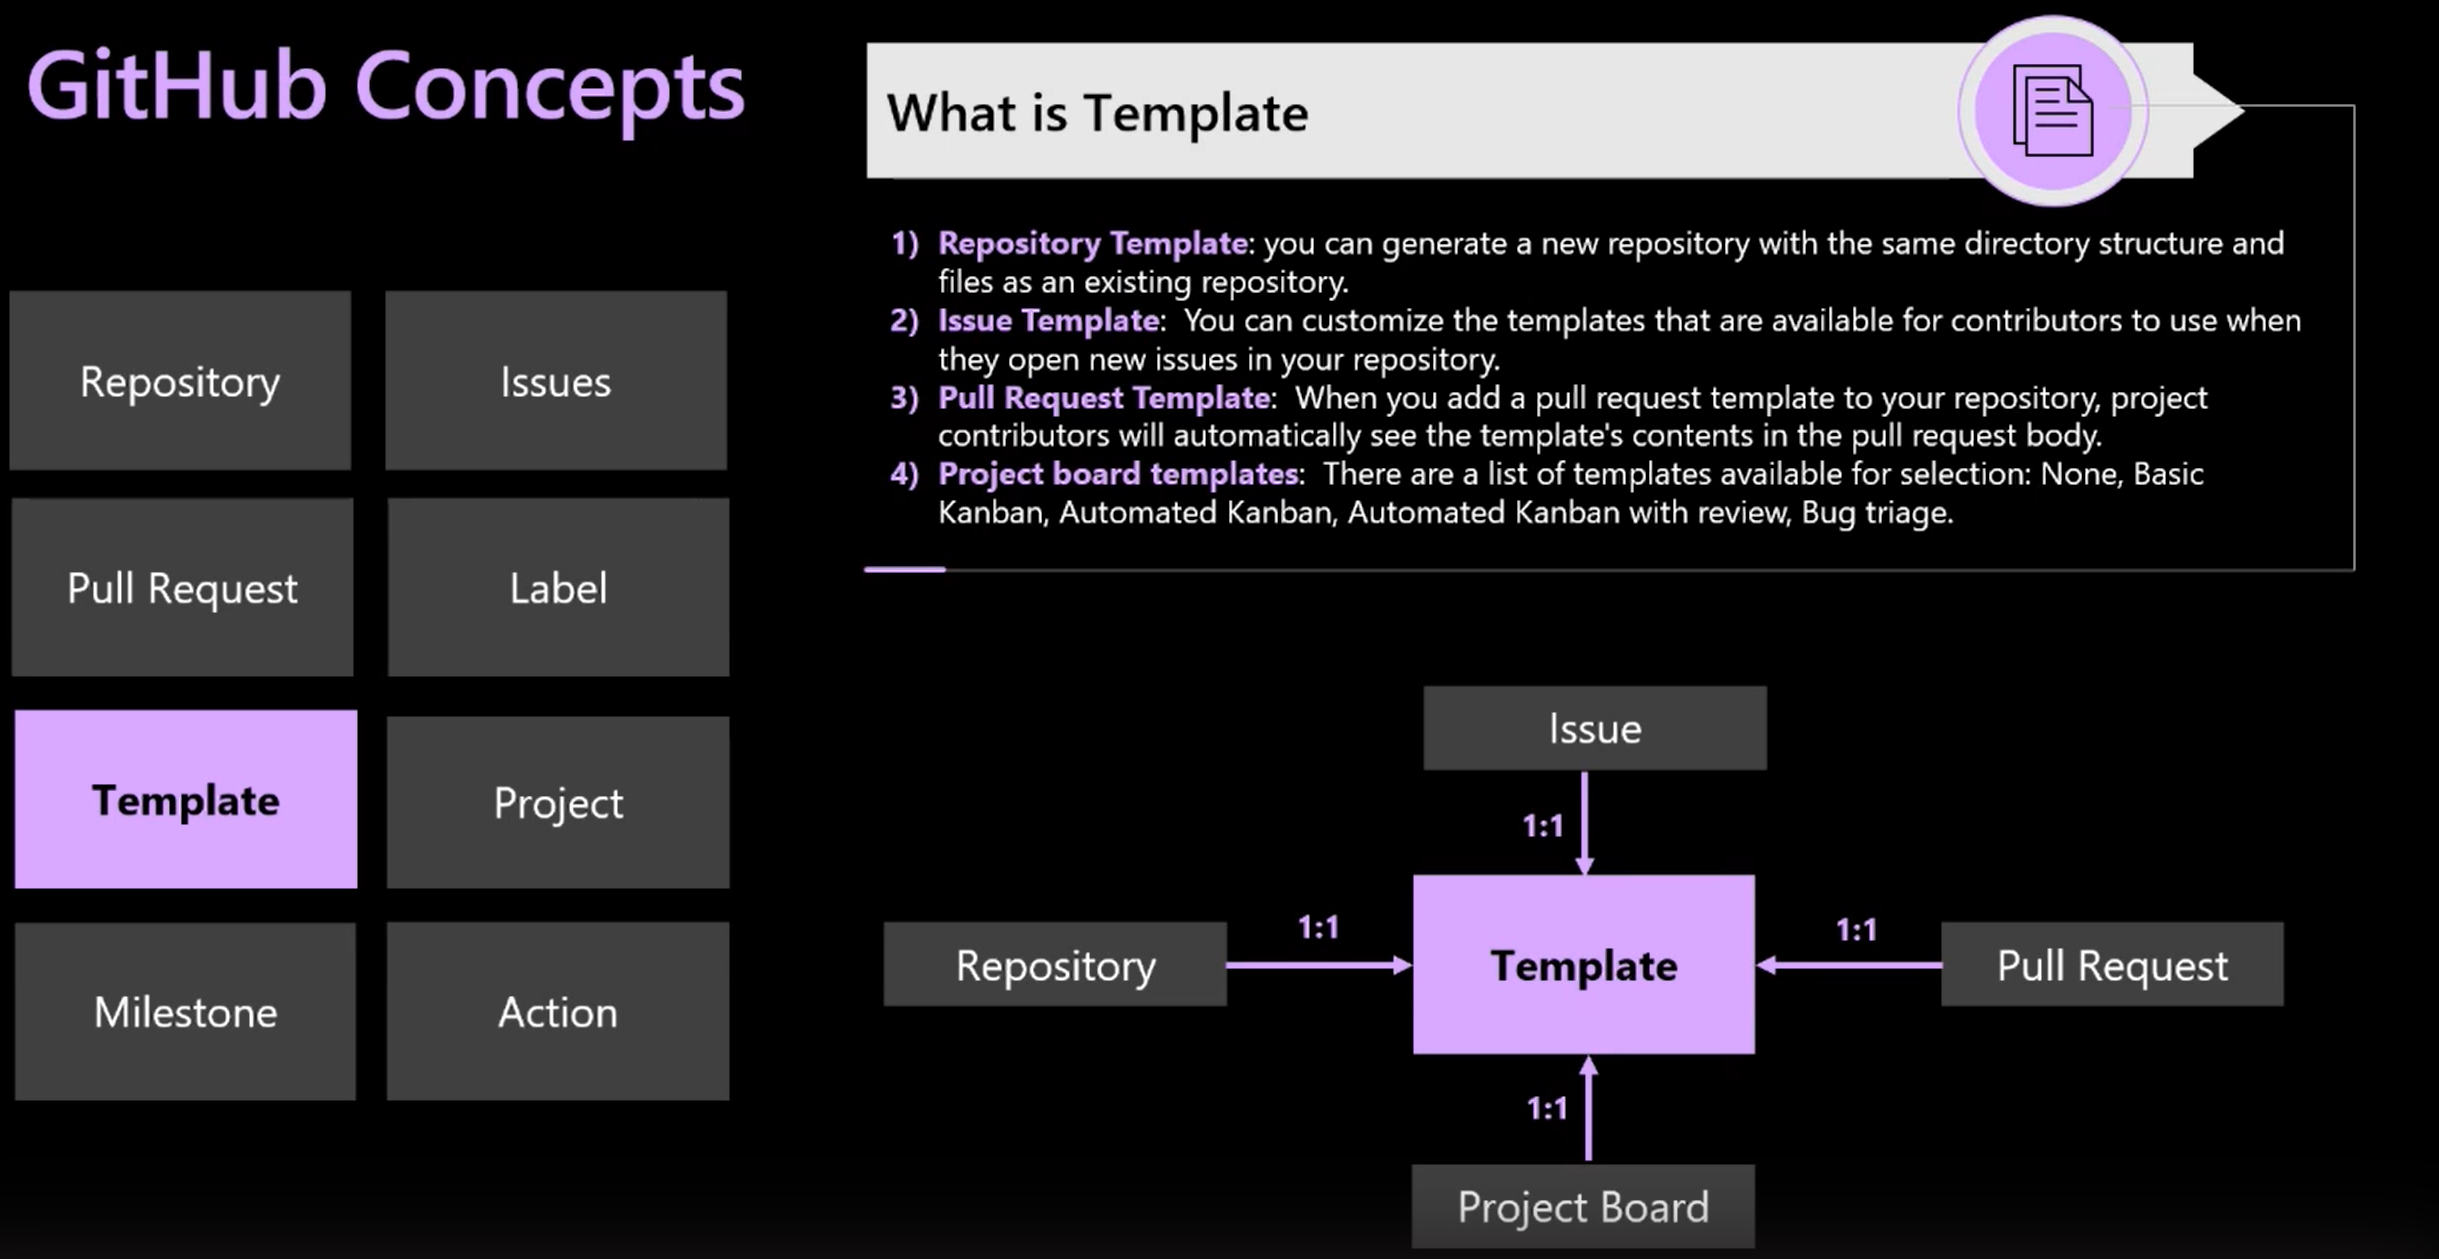 GitHub Concepts
Repository
Issues
Pull Request
Label
Template
Project
Milestone
Action
What is Template
1) Repository Template: you can generate a new repository with the same directory structure and
files as an existing repository.
2) Issue Template:  You can customize the templates that are available for contributors to use when
they open new issues in your repository.
3) Pull Request Template:  When you add a pull request template to your repository, project
contributors will automatically see the template's contents in the pull request body.
4) Project board templates:  There are a list of templates available for selection: None, Basic
Kanban, Automated Kanban, Automated Kanban with review, Bug triage.
Issue
1:1
Repository
1:1
Template
1:1
Pull Request
1:1
Project Board